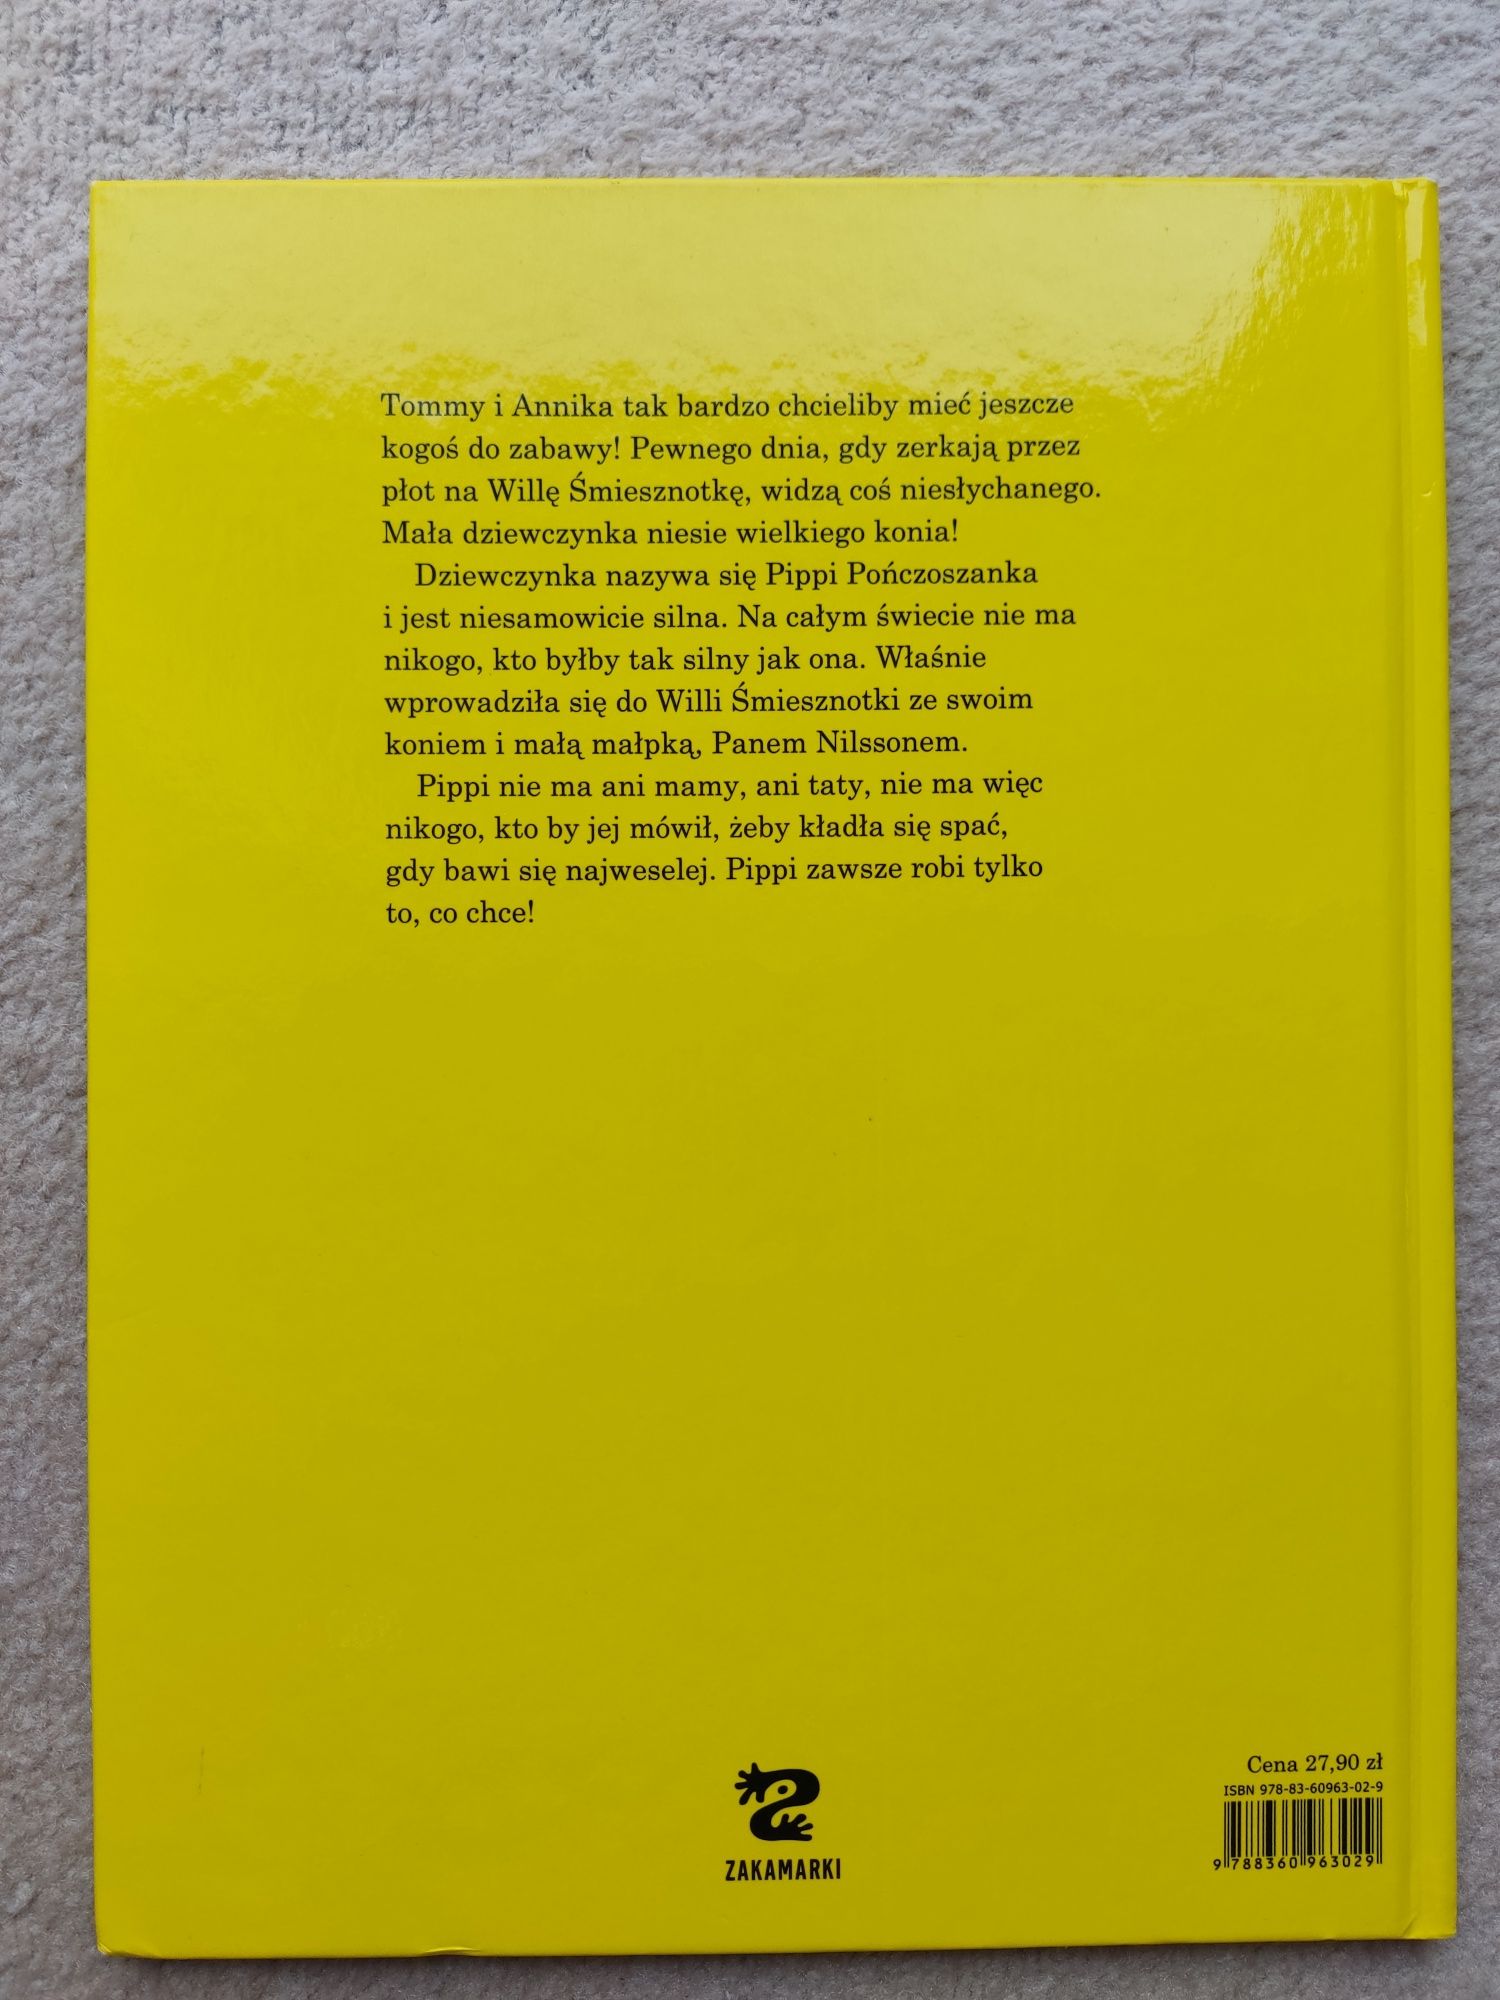 Tommy i Annika tak bardzo chcieliby mieć jeszcze
kogoś do zabawy! Pewnego dnia, gdy zerkają przez
płot na Willę Śmiesznotkę, widzą coś niesłychanego.
Mała dziewczynka niesie wielkiego konia!
Dziewczynka nazywa się Pippi Pończoszanka
i jest niesamowicie silna. Na całym świecie nie ma
nikogo, kto byłby tak silny jak ona. Właśnie
wprowadziła się do Willi Śmiesznotki ze swoim
koniem i małą małpką, Panem Nilssonem.
Pippi nie ma ani mamy, ani taty, nie ma więc
nikogo, kto by jej mówił, żeby kładła się spać,
gdy bawi się najweselej. Pippi zawsze robi tylko
to, co chce!
ZAKAMARKI
Cena 27,90 zł
ISBN 978-83-60963-02-9
9 788360 963029